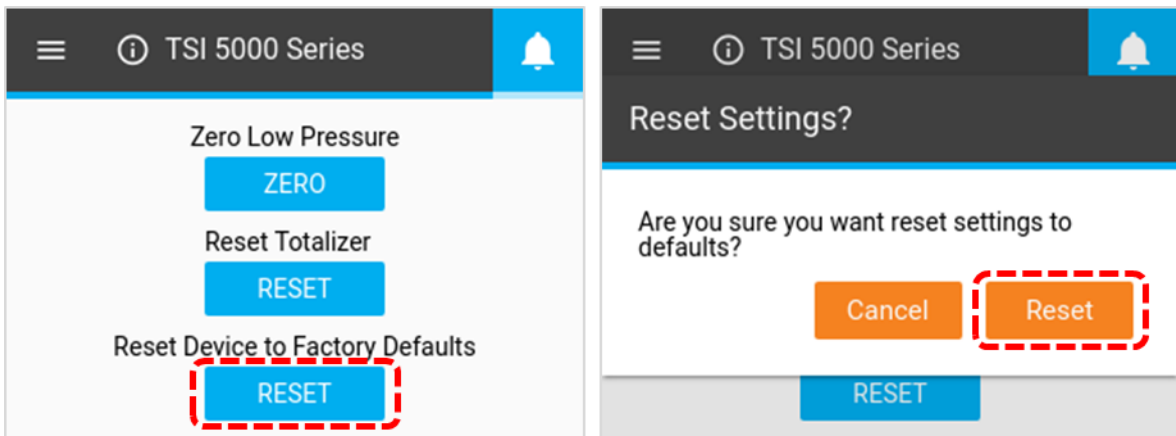 TSI 5000 Series
Zero Low Pressure
ZERO
Reset Totalizer
RESET
Reset Device to Factory Defaults
RESET
TSI 5000 Series
Reset Settings?
Are you sure you want reset settings to
defaults?
Cancel Reset
RESET